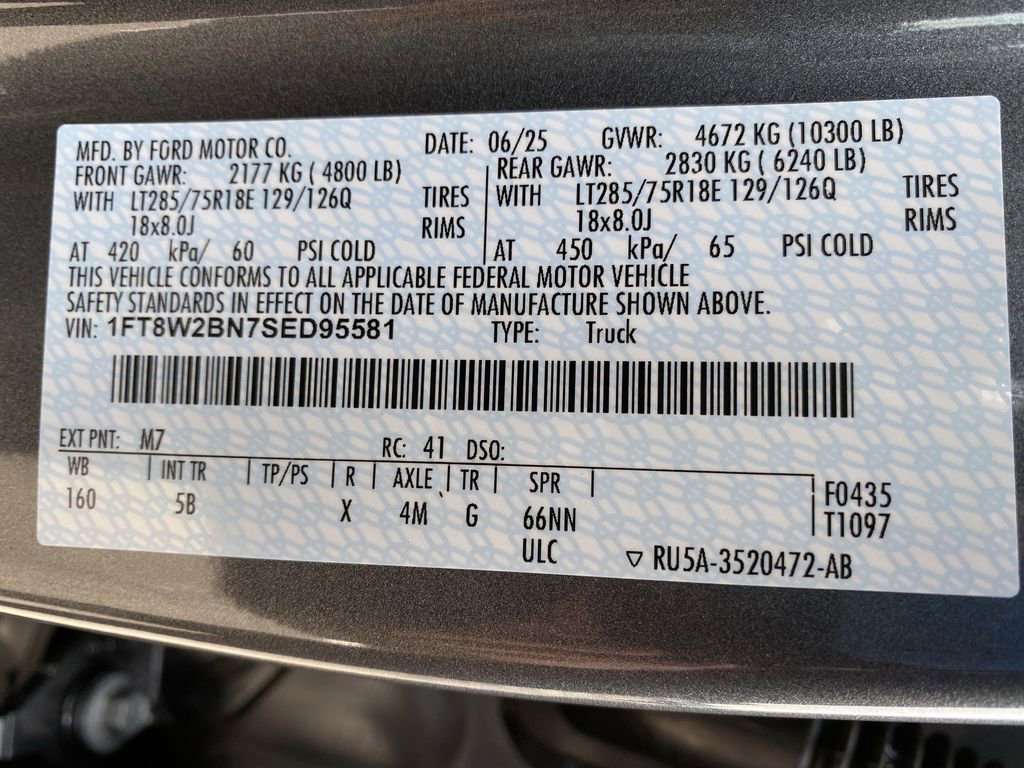 MFD. BY FORD MOTOR CO. DATE: 06/25 GVWR: 4672 KG (10300 LB)
FRONT GAWR: 2177 KG ( 4800 LB) REAR GAWR: 2830 KG ( 6240 LB)
WITH LT285/75R18E 129/126Q TIRES WITH LT285/75R18E 129/126Q TIRES
18x8.0J RIMS 18x8.0J RIMS
AT 420 kPa/ 60 PSI COLD AT 450 kPa/ 65 PSI COLD
THIS VEHICLE CONFORMS TO ALL APPLICABLE FEDERAL MOTOR VEHICLE
SAFETY STANDARDS IN EFFECT ON THE DATE OF MANUFACTURE SHOWN ABOVE.
VIN: 1FT8W2BN7SED95581 TYPE: Truck
EXT PNT: M7 RC: 41 DSO:
WB INT TR TP/PS R AXLE TR SPR
160 5B X 4M G 66NN F0435
ULC T1097
RU5A-3520472-AB